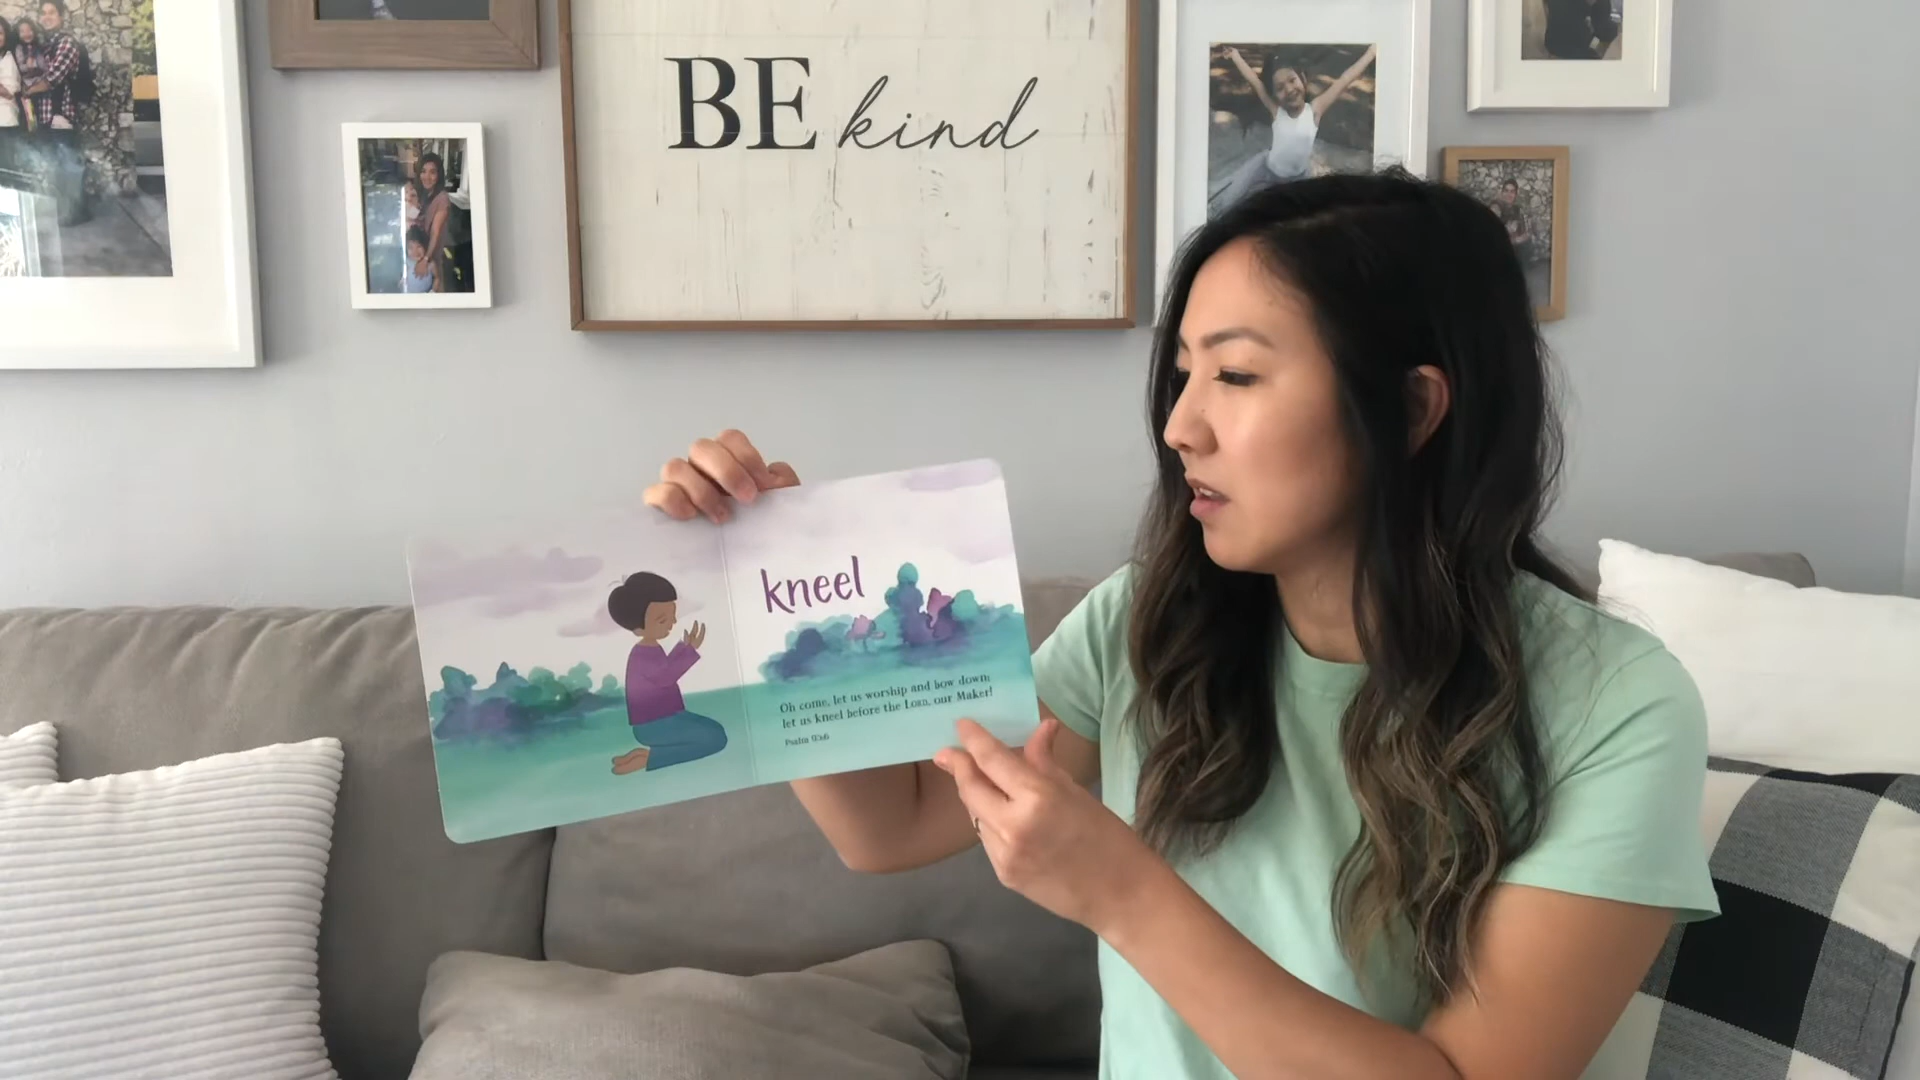 BE kind
kneel
Oh come, let us worship and bow down;
let us kneel before the LORD, our Maker!
Psalm 95:6